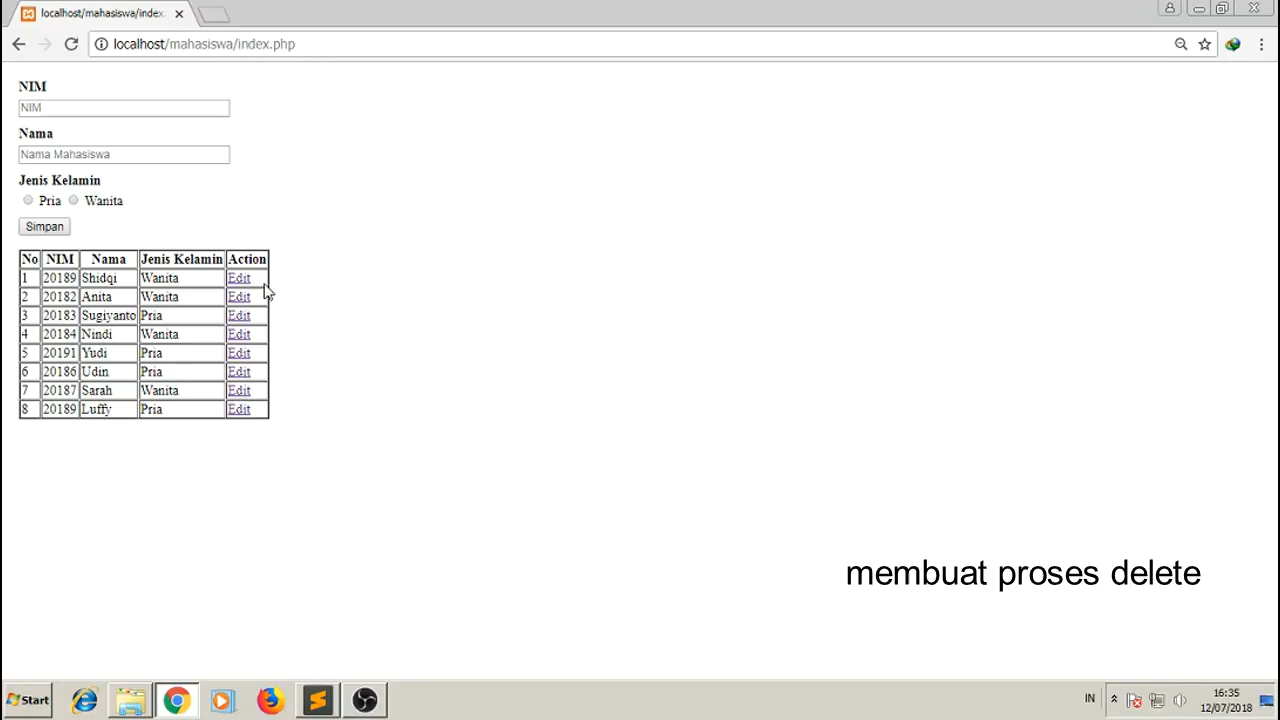 localhost/mahasiswa/index
localhost/mahasiswa/index.php
NIM
NIM
Nama
Nama Mahasiswa
Jenis Kelamin
Pria Wanita
Simpan
No NIM Nama Jenis Kelamin Action
1 20189 Shidqi Wanita Edit
2 20182 Anita Wanita Edit
3 20183 Sugiyanto Pria Edit
4 20184 Nindi Wanita Edit
5 20191 Yudi Pria Edit
6 20186 Udin Pria Edit
7 20187 Sarah Wanita Edit
8 20189 Luffy Pria Edit
membuat proses delete
Start IN 16:35
12/07/2018